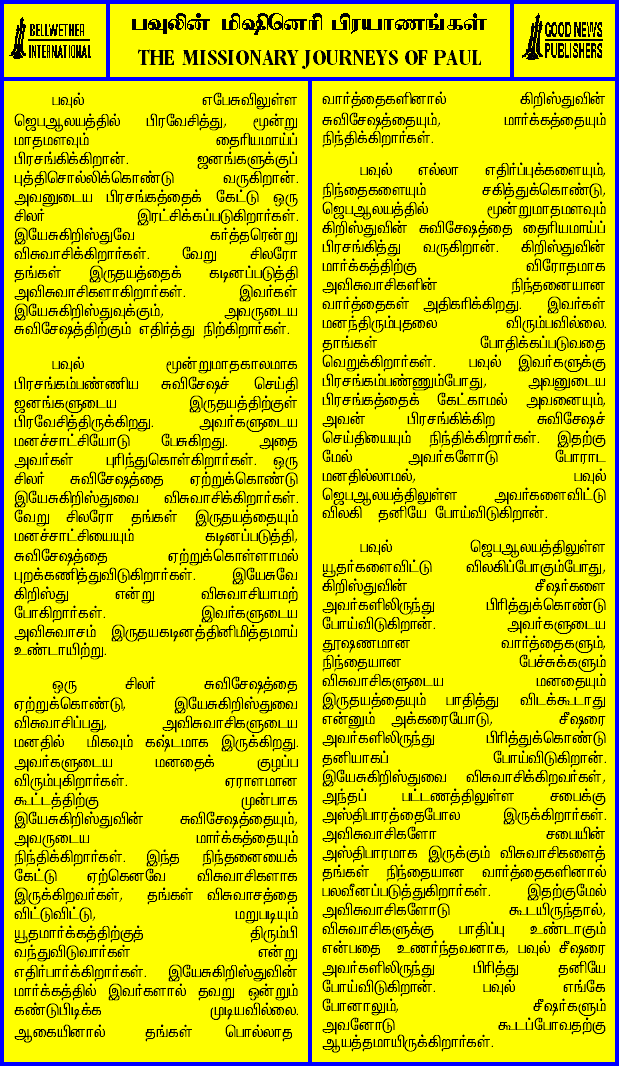 BELLWETHER
INTERNATIONAL
பவுலின் மிஷினெரி பிரயாணங்கள்
THE MISSIONARY JOURNEYS OF PAUL
GOOD NEWS
PUBLISHERS
பவுல் எபேசுவிலுள்ள
ஜெபஆலயத்தில் பிரவேசித்து, மூன்று
மாதமளவும் தைரியமாய்ப்
பிரசங்கிக்கிறான். ஜனங்களுக்குப்
புத்திசொல்லிக்கொண்டு வருகிறான்.
அவனுடைய பிரசங்கத்தைக் கேட்டு ஒரு
சிலர் இரட்சிக்கப்படுகிறார்கள்.
இயேசுகிறிஸ்துவே கர்த்தரென்று
விசுவாசிக்கிறார்கள். வேறு சிலரோ
தங்கள் இருதயத்தைக் கடினப்படுத்தி
அவிசுவாசிகளாகிறார்கள். இவர்கள்
இயேசுகிறிஸ்துவுக்கும், அவருடைய
சுவிசேஷத்திற்கும் எதிர்த்து நிற்கிறார்கள்.
பவுல் மூன்றுமாதகாலமாக
பிரசங்கம்பண்ணிய சுவிசேஷச் செய்தி
ஜனங்களுடைய இருதயத்திற்குள்
பிரவேசித்திருக்கிறது. அவர்களுடைய
மனச்சாட்சியோடு பேசுகிறது. அதை
அவர்கள் புரிந்துகொள்கிறார்கள். ஒரு
சிலர் சுவிசேஷத்தை ஏற்றுக்கொண்டு
இயேசுகிறிஸ்துவை விசுவாசிக்கிறார்கள்.
வேறு சிலரோ தங்கள் இருதயத்தையும்
மனச்சாட்சியையும் கடினப்படுத்தி,
சுவிசேஷத்தை ஏற்றுக்கொள்ளாமல்
புறக்கணித்துவிடுகிறார்கள். இயேசுவே
கிறிஸ்து என்று விசுவாசியாமற்
போகிறார்கள். இவர்களுடைய
அவிசுவாசம் இருதயகடினத்தினிமித்தமாய்
உண்டாயிற்று.
ஒரு சிலர் சுவிசேஷத்தை
ஏற்றுக்கொண்டு, இயேசுகிறிஸ்துவை
விசுவாசிப்பது, அவிசுவாசிகளுடைய
மனதில் மிகவும் கஷ்டமாக இருக்கிறது.
அவர்களுடைய மனதைக் குழப்ப
விரும்புகிறார்கள். ஏராளமான
கூட்டத்திற்கு முன்பாக
இயேசுகிறிஸ்துவின் சுவிசேஷத்தையும்,
அவருடைய மார்க்கத்தையும்
நிந்திக்கிறார்கள். இந்த நிந்தனையைக்
கேட்டு ஏற்கெனவே விசுவாசிகளாக
இருக்கிறவர்கள், தங்கள் விசுவாசத்தை
விட்டுவிட்டு, மறுபடியும்
யூதமார்க்கத்திற்குத் திரும்பி
வந்துவிடுவார்கள் என்று
எதிர்பார்க்கிறார்கள். இயேசுகிறிஸ்துவின்
மார்க்கத்தில் இவர்களால் தவறு ஒன்றும்
கண்டுபிடிக்க முடியவில்லை.
ஆகையினால் தங்கள் பொல்லாத
வார்த்தைகளினால் கிறிஸ்துவின்
சுவிசேஷத்தையும், மார்க்கத்தையும்
நிந்திக்கிறார்கள்.
பவுல் எல்லா எதிர்ப்புக்களையும்,
நிந்தைகளையும் சகித்துக்கொண்டு,
ஜெபஆலயத்தில் மூன்றுமாதமளவும்
கிறிஸ்துவின் சுவிசேஷத்தை தைரியமாய்ப்
பிரசங்கித்து வருகிறான். கிறிஸ்துவின்
மார்க்கத்திற்கு விரோதமாக
அவிசுவாசிகளின் நிந்தனையான
வார்த்தைகள் அதிகரிக்கிறது. இவர்கள்
மனந்திரும்புதலை விரும்பவில்லை.
தாங்கள் போதிக்கப்படுவதை
வெறுக்கிறார்கள். பவுல் இவர்களுக்கு
பிரசங்கம்பண்ணும்போது, அவனுடைய
பிரசங்கத்தைக் கேட்காமல் அவனையும்,
அவன் பிரசங்கிக்கிற சுவிசேஷச்
செய்தியையும் நிந்திக்கிறார்கள். இதற்கு
மேல் அவர்களோடு போராட
மனதில்லாமல், பவுல்
ஜெபஆலயத்திலுள்ள அவர்களைவிட்டு
விலகி தனியே போய்விடுகிறான்.
பவுல் ஜெபஆலயத்திலுள்ள
யூதர்களைவிட்டு விலகிப்போகும்போது,
கிறிஸ்துவின் சீஷர்களை
அவர்களிலிருந்து பிரித்துக்கொண்டு
போய்விடுகிறான். அவர்களுடைய
தூஷணமான வார்த்தைகளும்,
நிந்தையான பேச்சுக்களும்
விசுவாசிகளுடைய மனதையும்
இருதயத்தையும் பாதித்து விடக்கூடாது
என்னும் அக்கரையோடு, சீஷரை
அவர்களிலிருந்து பிரித்துக்கொண்டு
தனியாகப் போய்விடுகிறான்.
இயேசுகிறிஸ்துவை விசுவாசிக்கிறவர்கள்,
அந்தப் பட்டணத்திலுள்ள சபைக்கு
அஸ்திபாரத்தைபோல இருக்கிறார்கள்.
அவிசுவாசிகளோ சபையின்
அஸ்திபாரமாக இருக்கும் விசுவாசிகளைத்
தங்கள் நிந்தையான வார்த்தைகளினால்
பலவீனப்படுத்துகிறார்கள். இதற்குமேல்
அவிசுவாசிகளோடு கூடயிருந்தால்,
விசுவாசிகளுக்கு பாதிப்பு உண்டாகும்
என்பதை உணர்ந்தவனாக, பவுல் சீஷரை
அவர்களிலிருந்து பிரித்து தனியே
போய்விடுகிறான். பவுல் எங்கே
போனாலும், சீஷர்களும்
அவனோடு கூடப்போவதற்கு
ஆயத்தமாயிருக்கிறார்கள்.